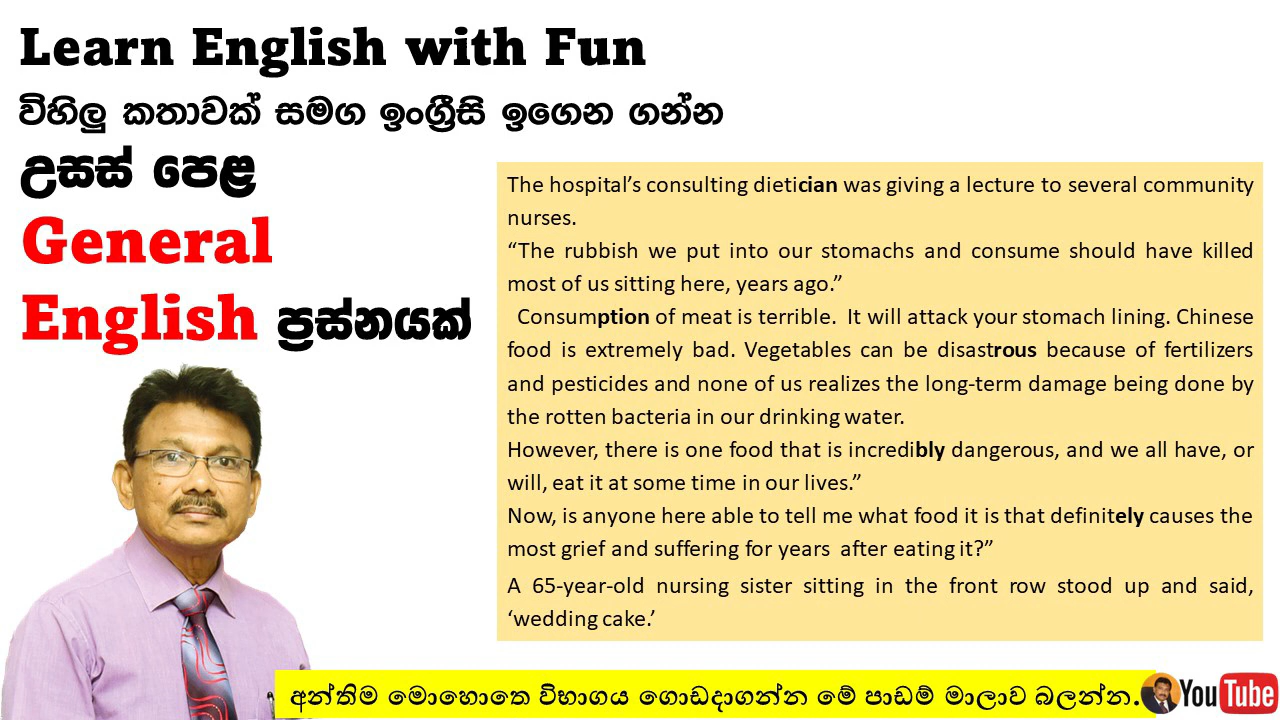 Learn English with Fun
විහිලු කතාවක් සමග ඉංග්‍රීසි ඉගෙන ගන්න
උසස් පෙළ
General
English ප්‍රස්නයක්
The hospital’s consulting dietician was giving a lecture to several community
nurses.
“The rubbish we put into our stomachs and consume should have killed
most of us sitting here, years ago.”
Consumption of meat is terrible. It will attack your stomach lining. Chinese
food is extremely bad. Vegetables can be disastrous because of fertilizers
and pesticides and none of us realizes the long-term damage being done by
the rotten bacteria in our drinking water.
However, there is one food that is incredibly dangerous, and we all have, or
will, eat it at some time in our lives.”
Now, is anyone here able to tell me what food it is that definitely causes the
most grief and suffering for years after eating it?”
A 65-year-old nursing sister sitting in the front row stood up and said,
‘wedding cake.’
අන්තිම මොහොතෙ විභාගය ගොඩදාගන්න මේ පාඩම් මාලාව බලන්න.
YouTube